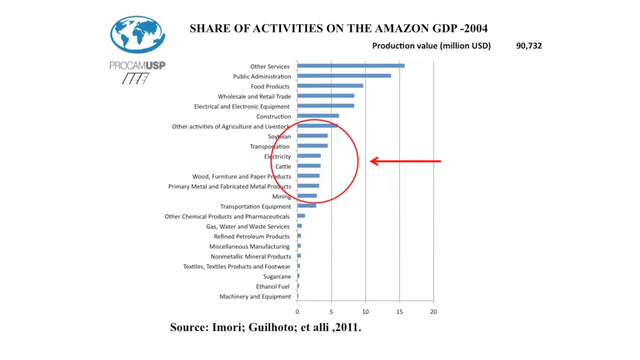 SHARE OF ACTIVITIES ON THE AMAZON GDP -2004
Production value (million USD) 90,732
PROCAMUSP
Other Services
Public Administration
Food Products
Wholesale and Retail Trade
Electrical and Electronic Equipment
Construction
Other activities of Agriculture and Livestock
Soybean
Transportation
Electricity
Cattle
Wood, Furniture and Paper Products
Primary Metal and Fabricated Metal Products
Mining
Transportation Equipment
Other Chemical Products and Pharmaceuticals
Gas, Water and Waste Services
Refined Petroleum Products
Miscellaneous Manufacturing
Nonmetallic Mineral Products
Textiles, Textiles Products and Footwear
Sugarcane
Ethanol Fuel
Machinery and Equipment
0 5 10 15 20
Source: Imori; Guilhoto; et alli ,2011.